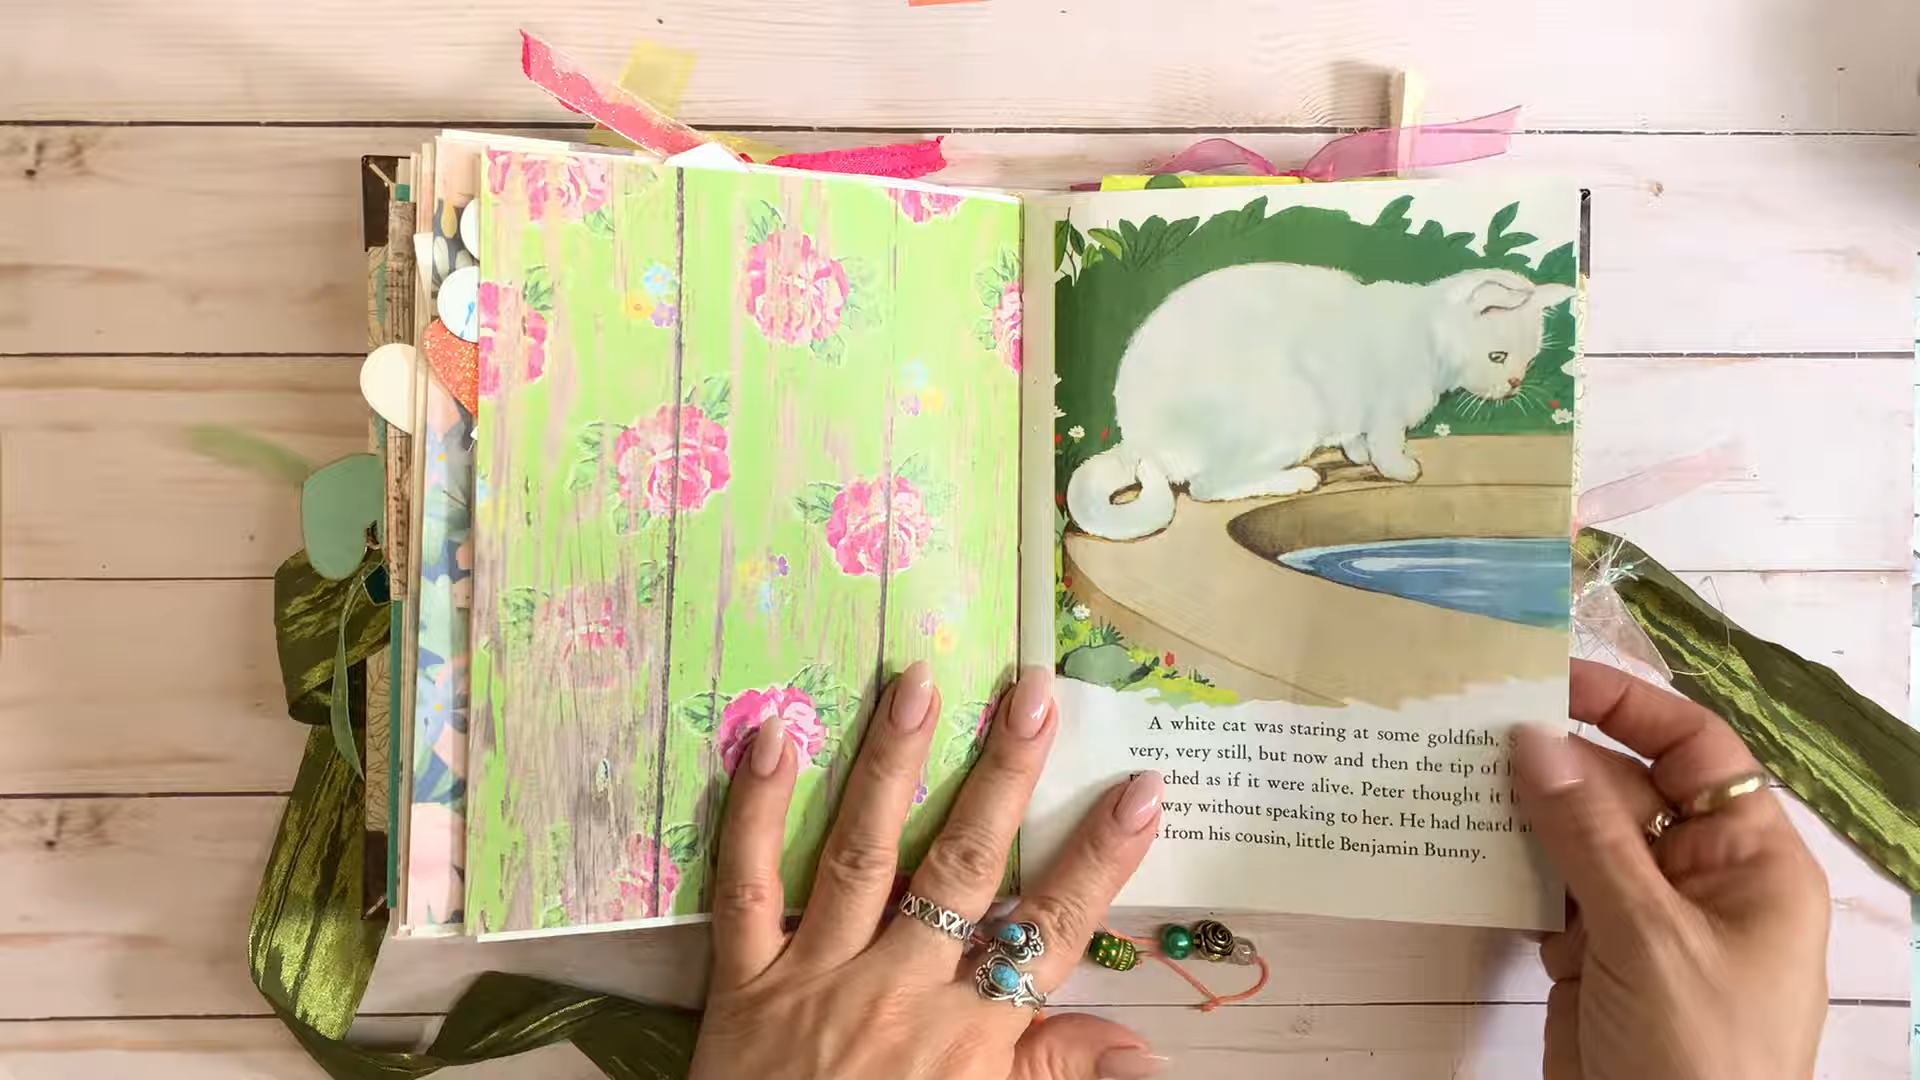 A white cat was staring at some goldfish,
very, very still, but now and then the tip of
as if it were alive. Peter thought it
without speaking to her. He had heard
from his cousin, little Benjamin Bunny.